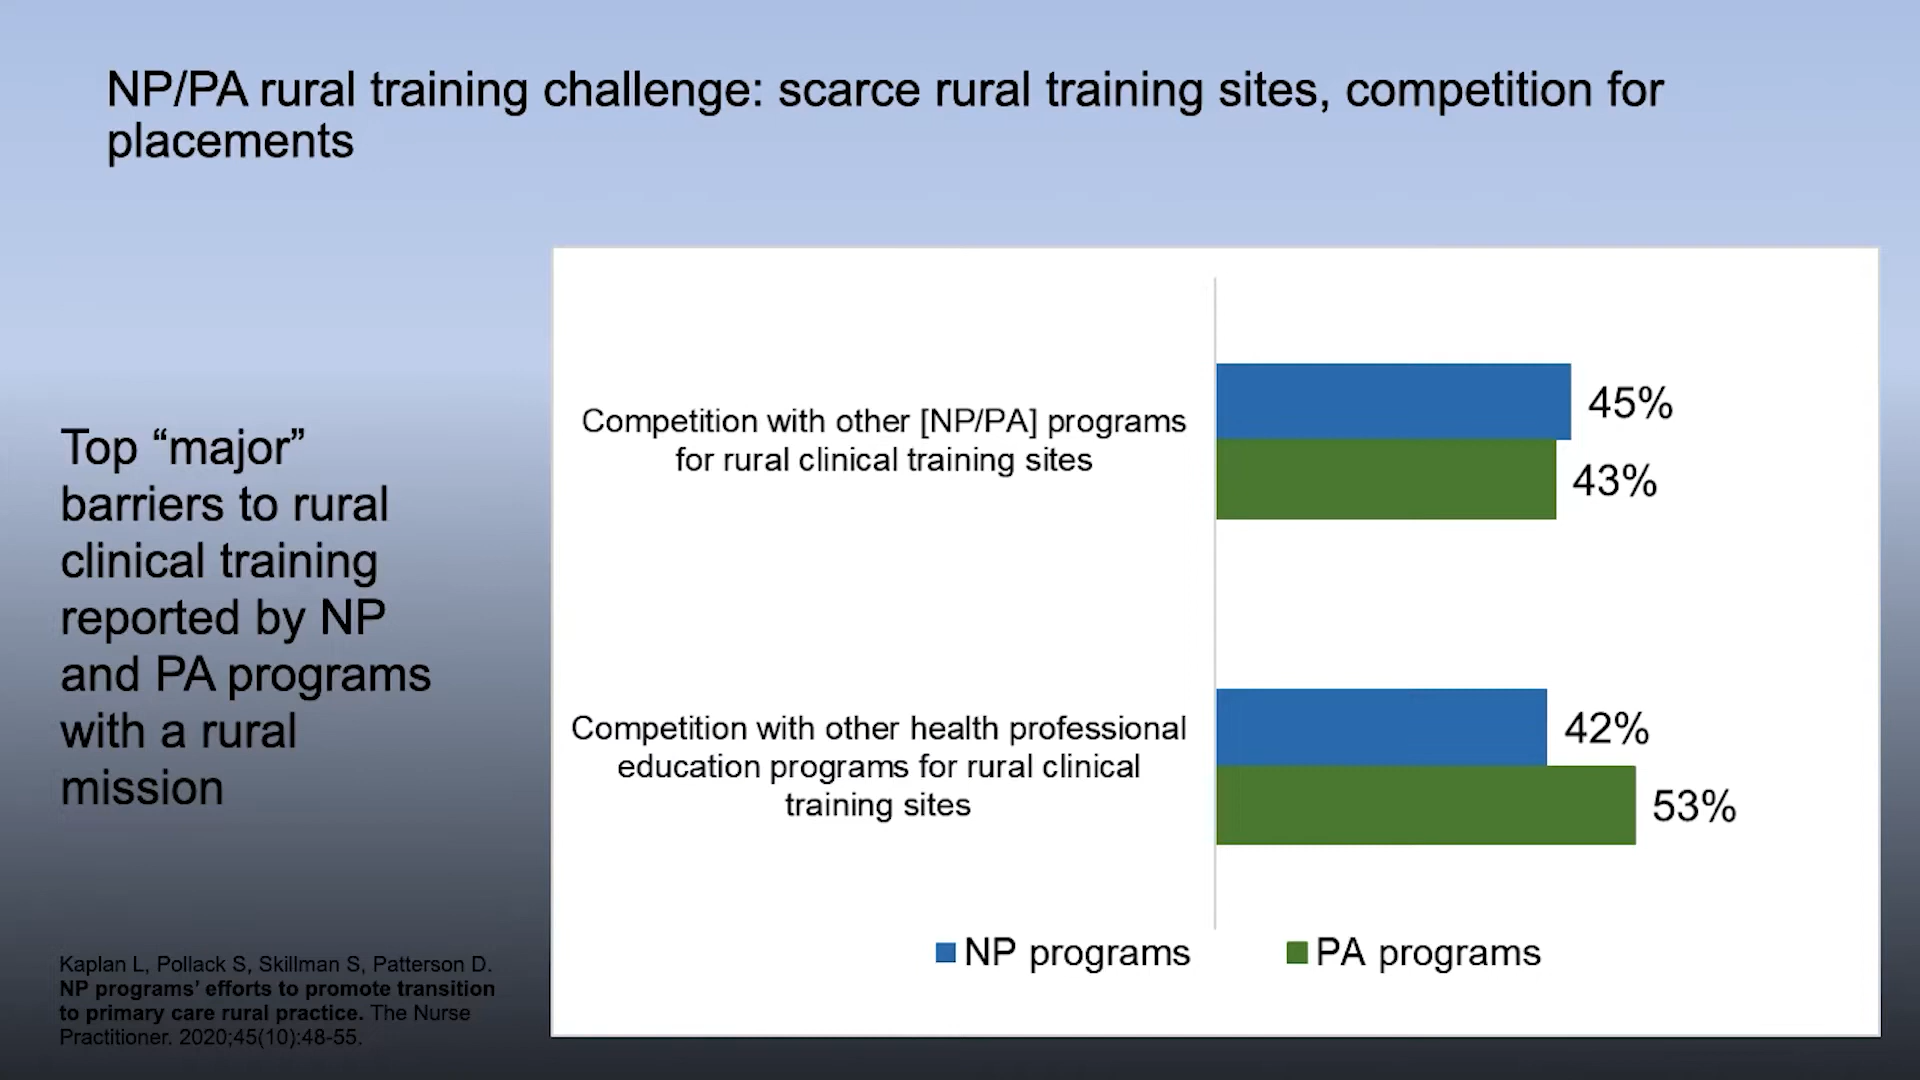 NP/PA rural training challenge: scarce rural training sites, competition for
placements
Top “major”
barriers to rural
clinical training
reported by NP
and PA programs
with a rural
mission
Competition with other [NP/PA] programs
for rural clinical training sites
45%
43%
Competition with other health professional
education programs for rural clinical
training sites
42%
53%
NP programs
PA programs
Kaplan L, Pollack S, Skillman S, Patterson D.
NP programs’ efforts to promote transition
to primary care rural practice. The Nurse
Practitioner. 2020;45(10):48-55.